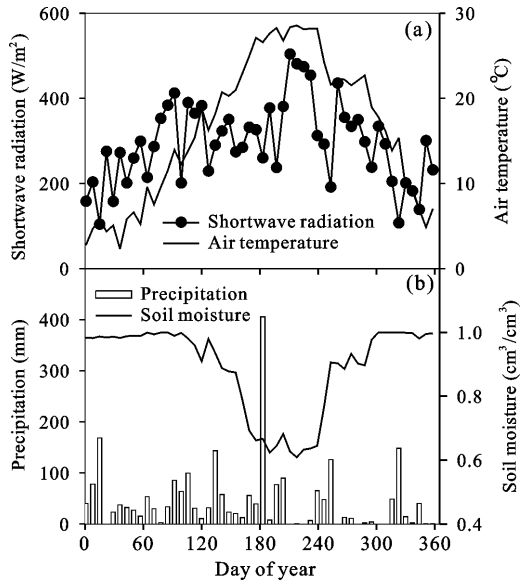 600
400
200
0
Shortwave radiation (W/m²)
(a)
Shortwave radiation
Air temperature
30
20
10
0
Air temperature (°C)
400
300
200
100
0
Precipitation (mm)
(b)
Precipitation
Soil moisture
1.0
0.8
0.6
0.4
Soil moisture (cm³/cm³)
0 60 120 180 240 300 360
Day of year